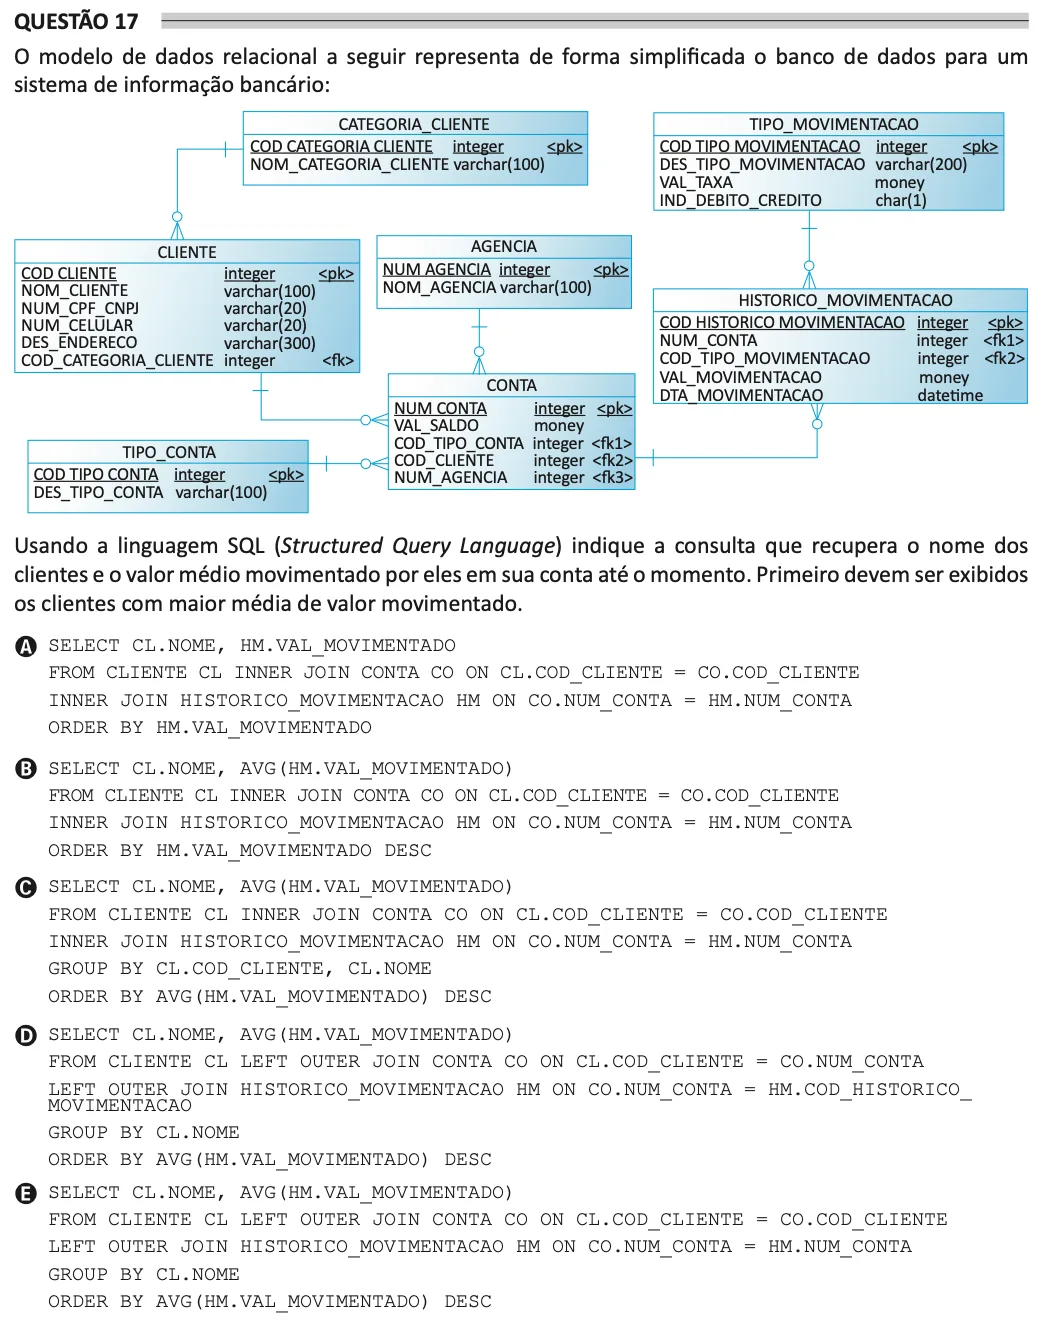 QUESTÃO 17
O modelo de dados relacional a seguir representa de forma simplificada o banco de dados para um
sistema de informação bancário:
CATEGORIA_CLIENTE
COD CATEGORIA CLIENTE integer <pk>
NOM_CATEGORIA_CLIENTE varchar(100)
TIPO_MOVIMENTACAO
COD TIPO MOVIMENTACAO integer <pk>
DES_TIPO_MOVIMENTACAO varchar(200)
VAL_TAXA money
IND_DEBITO_CREDITO char(1)
CLIENTE
COD CLIENTE integer <pk>
NOM_CLIENTE varchar(100)
NUM_CPF_CNPJ varchar(20)
NUM_CELULAR varchar(20)
DES_ENDERECO varchar(300)
COD_CATEGORIA_CLIENTE integer <fk>
AGENCIA
NUM AGENCIA integer <pk>
NOM_AGENCIA varchar(100)
HISTORICO_MOVIMENTACAO
COD HISTORICO MOVIMENTACAO integer <pk>
NUM_CONTA integer <fk1>
COD_TIPO_MOVIMENTACAO integer <fk2>
VAL_MOVIMENTACAO money
DTA_MOVIMENTACAO datetime
CONTA
NUM CONTA integer <pk>
VAL_SALDO money
COD_TIPO_CONTA integer <fk1>
COD_CLIENTE integer <fk2>
NUM_AGENCIA integer <fk3>
TIPO_CONTA
COD TIPO CONTA integer <pk>
DES_TIPO_CONTA varchar(100)
Usando a linguagem SQL (Structured Query Language) indique a consulta que recupera o nome dos
clientes e o valor médio movimentado por eles em sua conta até o momento. Primeiro devem ser exibidos
os clientes com maior média de valor movimentado.
A SELECT CL.NOME, HM.VAL_MOVIMENTADO
FROM CLIENTE CL INNER JOIN CONTA CO ON CL.COD_CLIENTE = CO.COD_CLIENTE
INNER JOIN HISTORICO_MOVIMENTACAO HM ON CO.NUM_CONTA = HM.NUM_CONTA
ORDER BY HM.VAL_MOVIMENTADO
B SELECT CL.NOME, AVG(HM.VAL_MOVIMENTADO)
FROM CLIENTE CL INNER JOIN CONTA CO ON CL.COD_CLIENTE = CO.COD_CLIENTE
INNER JOIN HISTORICO_MOVIMENTACAO HM ON CO.NUM_CONTA = HM.NUM_CONTA
ORDER BY HM.VAL_MOVIMENTADO DESC
C SELECT CL.NOME, AVG(HM.VAL_MOVIMENTADO)
FROM CLIENTE CL INNER JOIN CONTA CO ON CL.COD_CLIENTE = CO.COD_CLIENTE
INNER JOIN HISTORICO_MOVIMENTACAO HM ON CO.NUM_CONTA = HM.NUM_CONTA
GROUP BY CL.COD_CLIENTE, CL.NOME
ORDER BY AVG(HM.VAL_MOVIMENTADO) DESC
D SELECT CL.NOME, AVG(HM.VAL_MOVIMENTADO)
FROM CLIENTE CL LEFT OUTER JOIN CONTA CO ON CL.COD_CLIENTE = CO.NUM_CONTA
LEFT OUTER JOIN HISTORICO_MOVIMENTACAO HM ON CO.NUM_CONTA = HM.COD_HISTORICO_
MOVIMENTACAO
GROUP BY CL.NOME
ORDER BY AVG(HM.VAL_MOVIMENTADO) DESC
E SELECT CL.NOME, AVG(HM.VAL_MOVIMENTADO)
FROM CLIENTE CL LEFT OUTER JOIN CONTA CO ON CL.COD_CLIENTE = CO.COD_CLIENTE
LEFT OUTER JOIN HISTORICO_MOVIMENTACAO HM ON CO.NUM_CONTA = HM.NUM_CONTA
GROUP BY CL.NOME
ORDER BY AVG(HM.VAL_MOVIMENTADO) DESC